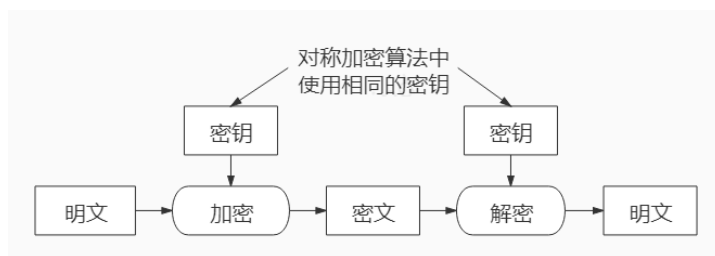 对称加密算法中
使用相同的密钥
密钥
密钥
明文
加密
密文
解密
明文